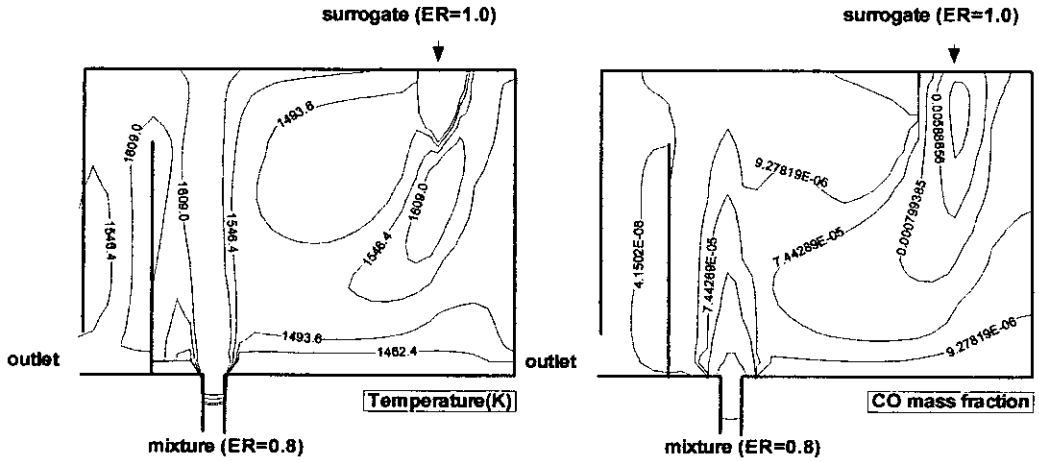 surrogate (ER=1.0)
1493.6
1609.0
1609.0
1546.4
1609.0
1546.4
1546.4
1493.6
1462.4
outlet
Temperature(K)
mixture (ER=0.8)
surrogate (ER=1.0)
0.00588856
9.27819E-06
0.000799385
4.1502E-08
7.44289E-05
7.44289E-05
9.27819E-06
outlet
CO mass fraction
mixture (ER=0.8)